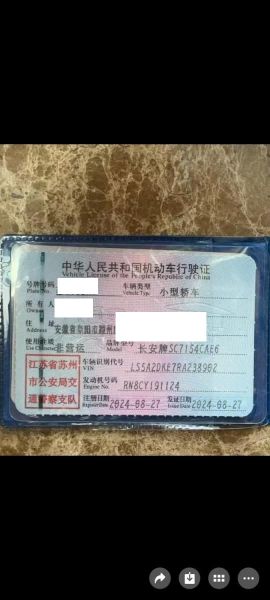 中华人民共和国机动车行驶证
Vehicle License of the People's Republic of China
号牌号码 车辆类型 小型轿车
Plate No. Vehicle Type
所有人
Owner
住址 安徽省阜阳市颍州
Address
使用性质 非营运 品牌型号 长安牌SC7154CAE6
Use Character Model
江苏省苏州
市公安局交
通警察支队
车辆识别代号 LS5A2DKE7RA238902
VIN
发动机号码 RN8CY191124
Engine No.
注册日期 2024-08-27 发证日期 2024-08-27
Register Date Issue Date